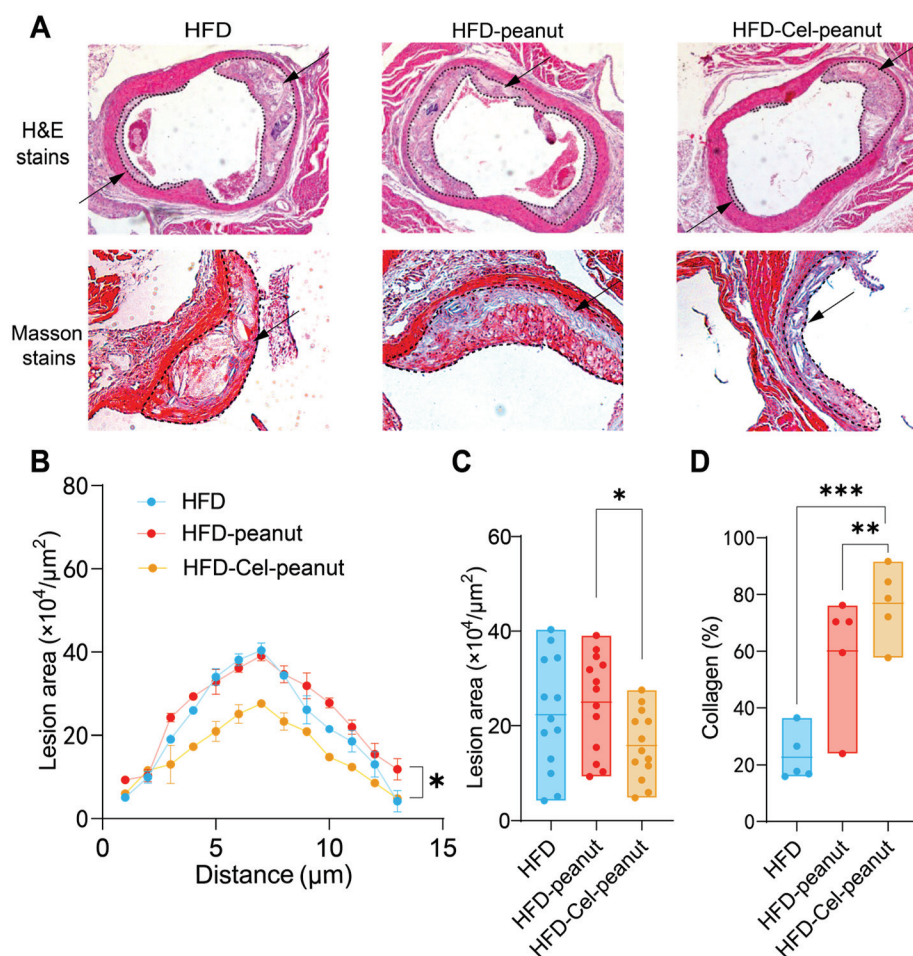 A
HFD
HFD-peanut
HFD-Cel-peanut
H&E
stains
Masson
stains
B
80
60
40
20
0
0
5
10
15
Lesion area (×10⁴/μm²)
Distance (μm)
HFD
HFD-peanut
HFD-Cel-peanut
*
C
60
40
20
0
Lesion area (×10⁴/μm²)
*
HFD
HFD-peanut
HFD-Cel-peanut
D
100
80
60
40
20
0
Collagen (%)
***
**
HFD
HFD-peanut
HFD-Cel-peanut